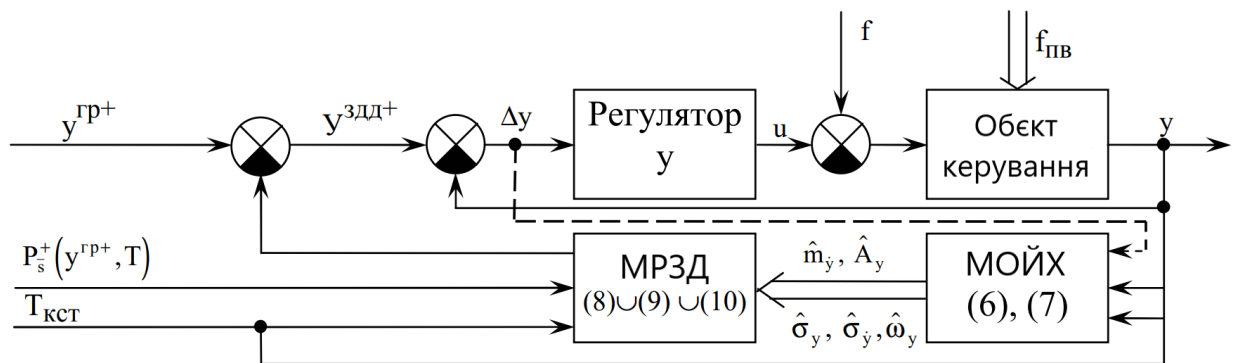 f
f_пв
y^гр+
y^здд+
Δy
Регулятор
y
u
Обєкт
керування
y
P_s̄^+(y^гр+, T)
T_кст
МРЗД
(8)∪(9) ∪(10)
m̂_ẏ, Â_y
σ̂_y, σ̂_ẏ, ω̂_y
МОЙХ
(6), (7)